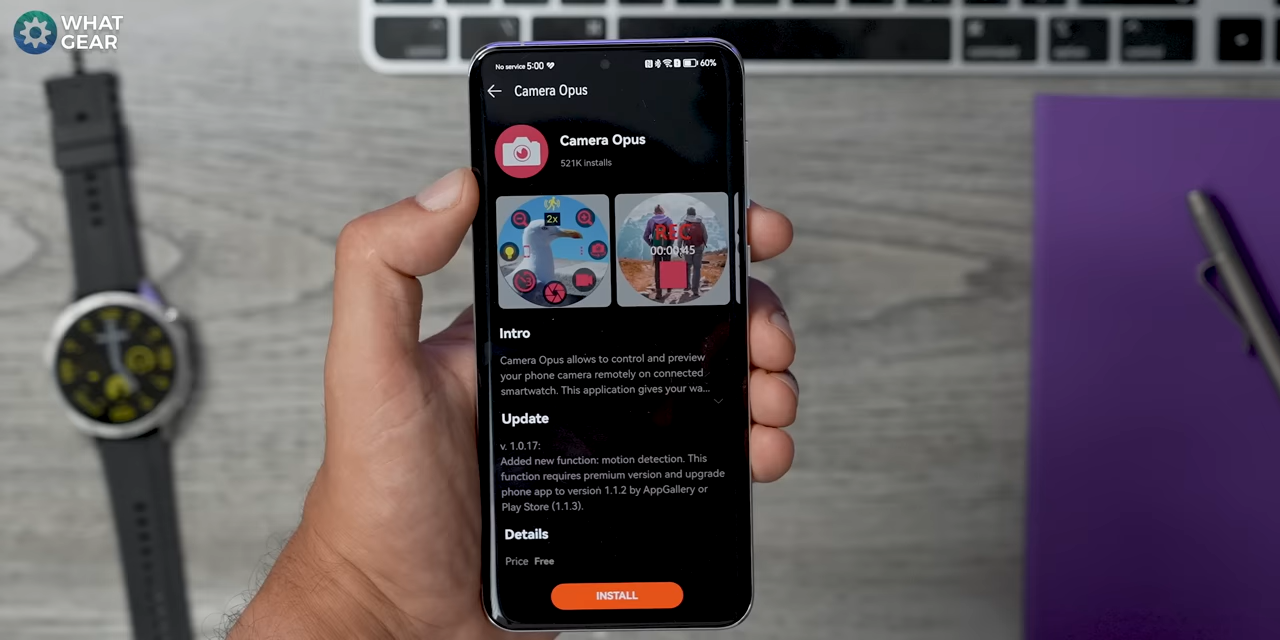 WHAT
GEAR
No service 5:00
60%
Camera Opus
Camera Opus
521K installs
2x
REC
00:00:45
Intro
Camera Opus allows to control and preview
your phone camera remotely on connected
smartwatch. This application gives your wa...
Update
v. 1.0.17:
Added new function: motion detection. This
function requires premium version and upgrade
phone app to version 1.1.2 by AppGallery or
Play Store (1.1.3).
Details
Price Free
INSTALL